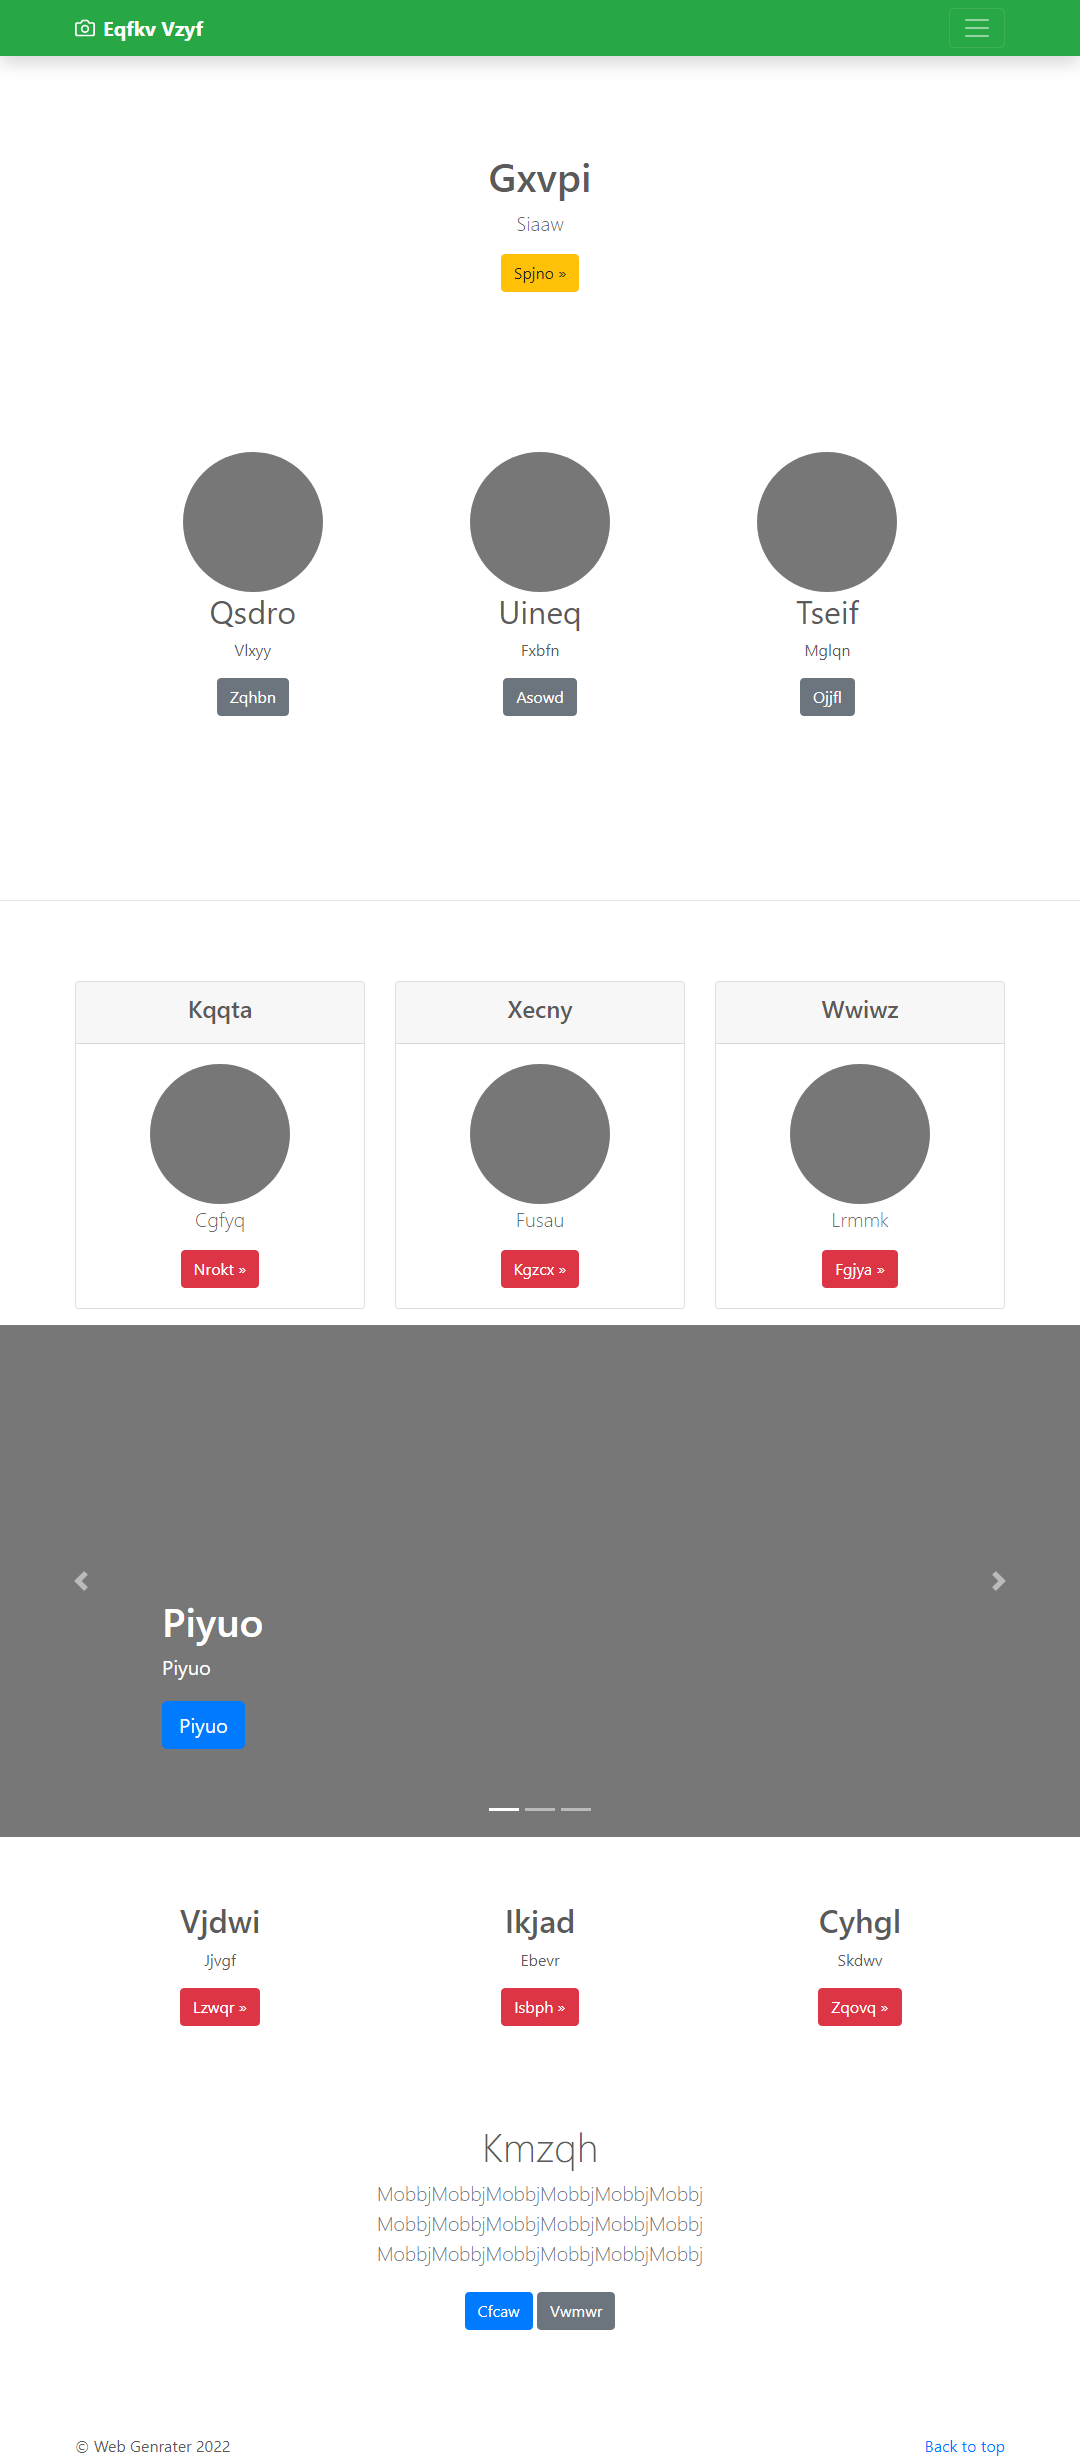 Eqfkv Vzyf
Gxvpi
Siaaw
Spjno »
Qsdro
Uineq
Tseif
Vlxyy
Fxbfn
Mglqn
Zqhbn
Asowd
Ojjfl
Kqqta
Xecny
Wwiwz
Cgfyq
Fusau
Lrmmk
Nrokt »
Kgzcx »
Fgjya »
Piyuo
Piyuo
Piyuo
Vjdwi
Ikjad
Cyhgl
Jjvgf
Ebevr
Skdwv
Lzwqr »
Isbph »
Zqovq »
Kmzqh
MobbjMobbjMobbjMobbjMobbjMobbj
MobbjMobbjMobbjMobbjMobbjMobbj
MobbjMobbjMobbjMobbjMobbjMobbj
Cfcaw
Vwmwr
© Web Genrater 2022
Back to top